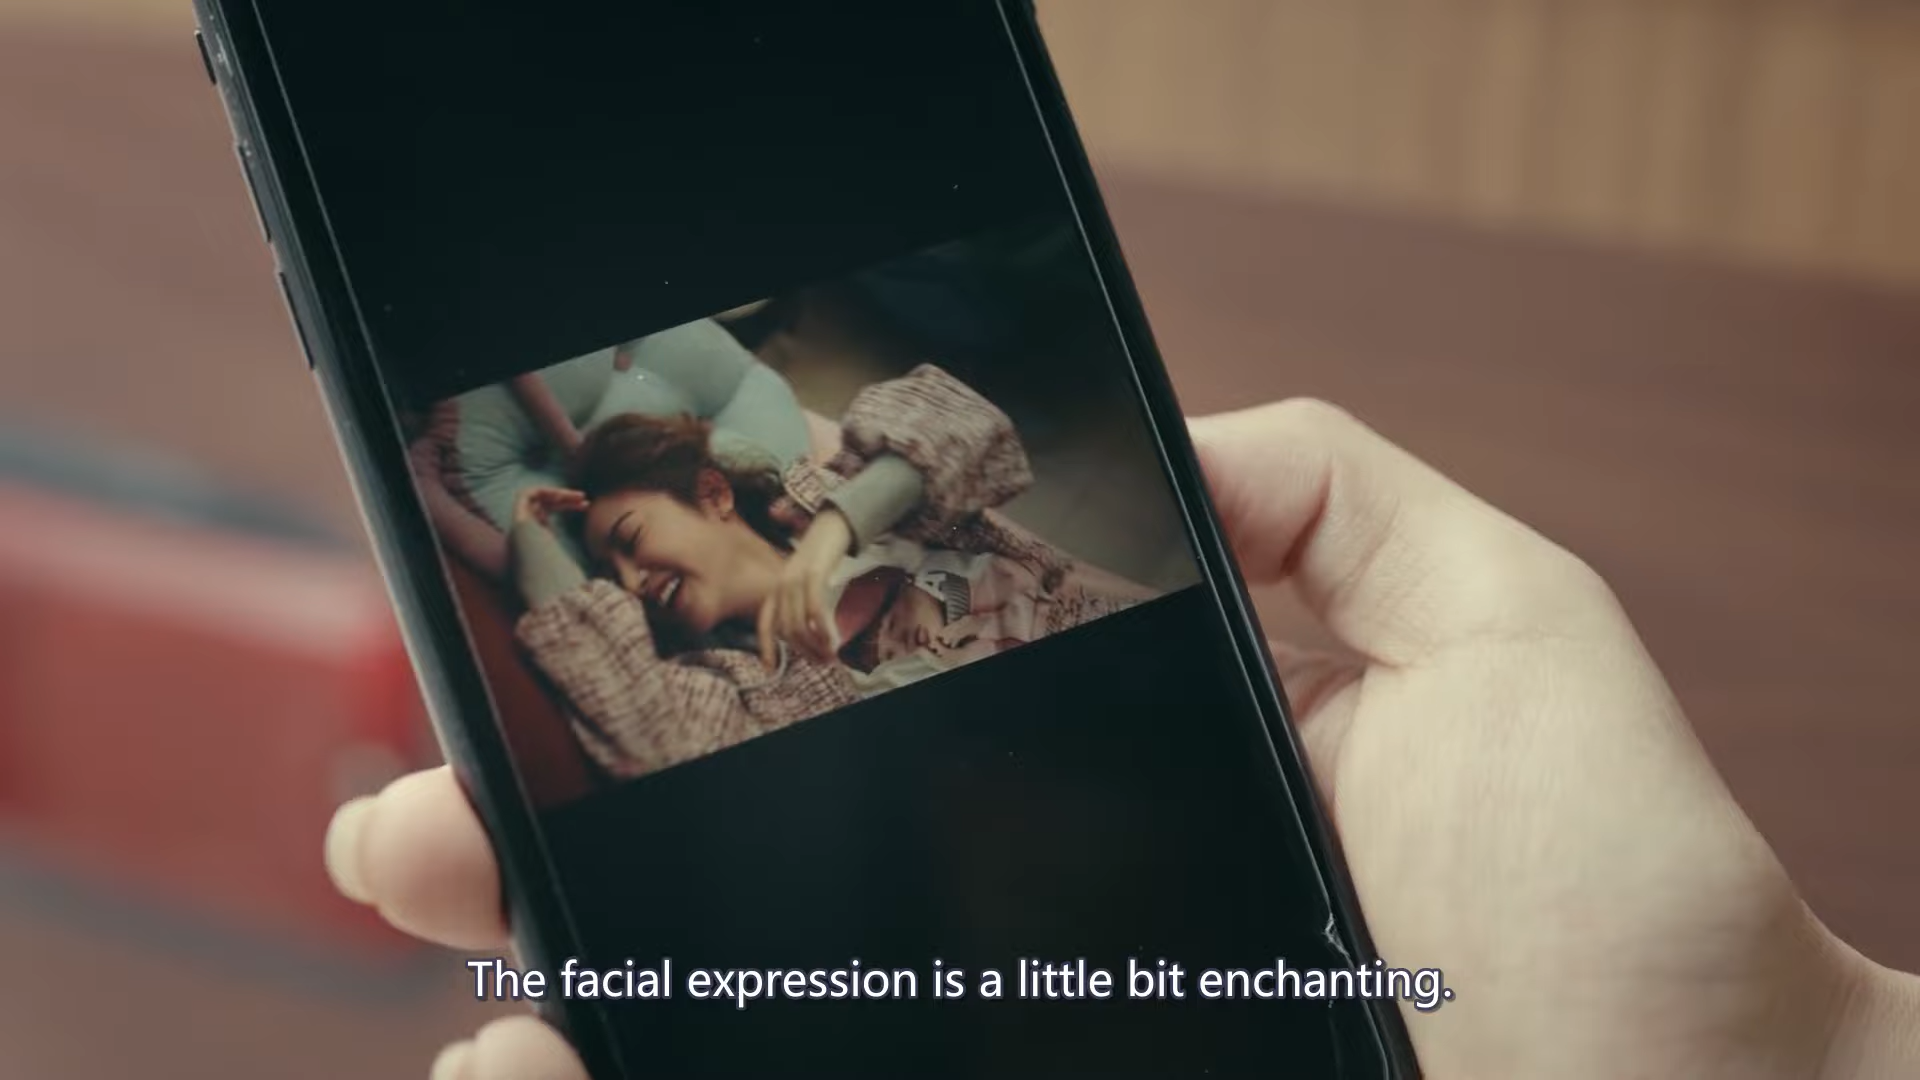 The facial expression is a little bit enchanting.